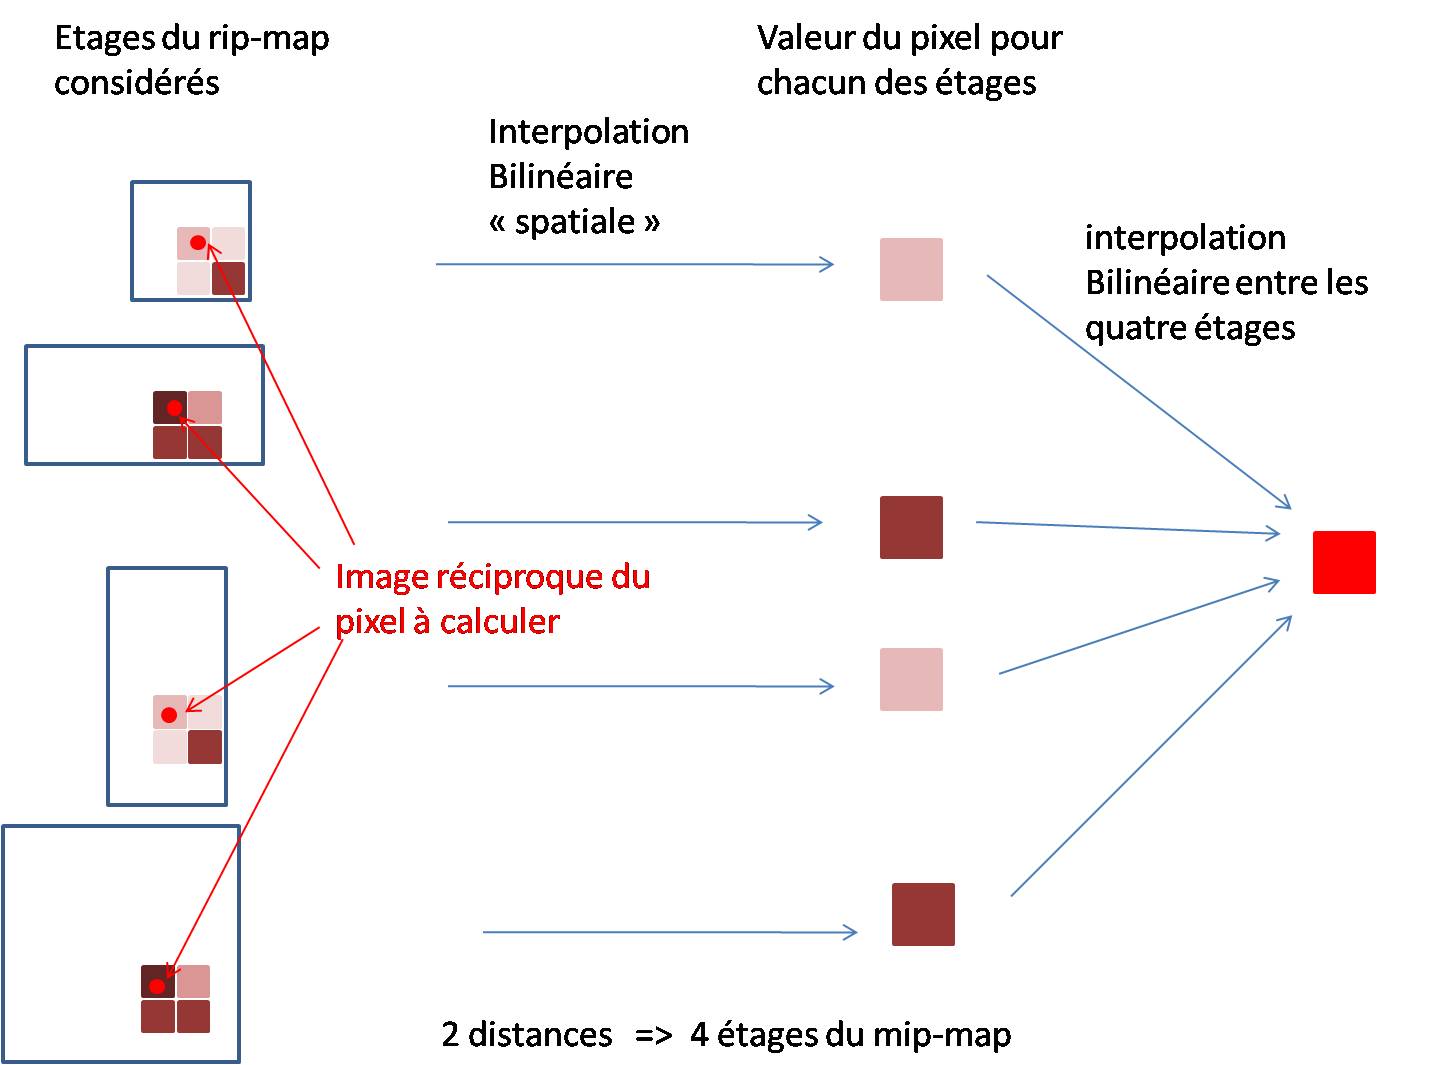 Etages du rip-map
considérés
Valeur du pixel pour
chacun des étages
Interpolation
Bilinéaire
« spatiale »
interpolation
Bilinéaire entre les
quatre étages
Image réciproque du
pixel à calculer
2 distances => 4 étages du mip-map